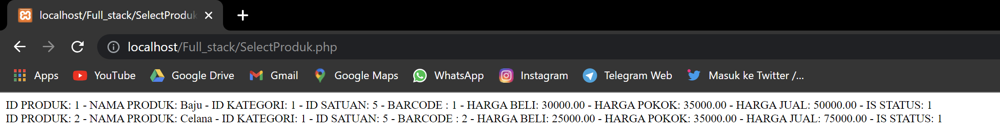 localhost/Full_stack/SelectProduk
localhost/Full_stack/SelectProduk.php
Apps YouTube Google Drive Gmail Google Maps WhatsApp Instagram Telegram Web Masuk ke Twitter /...
ID PRODUK: 1 - NAMA PRODUK: Baju - ID KATEGORI: 1 - ID SATUAN: 5 - BARCODE : 1 - HARGA BELI: 30000.00 - HARGA POKOK: 35000.00 - HARGA JUAL: 50000.00 - IS STATUS: 1
ID PRODUK: 2 - NAMA PRODUK: Celana - ID KATEGORI: 1 - ID SATUAN: 5 - BARCODE : 2 - HARGA BELI: 25000.00 - HARGA POKOK: 35000.00 - HARGA JUAL: 75000.00 - IS STATUS: 1